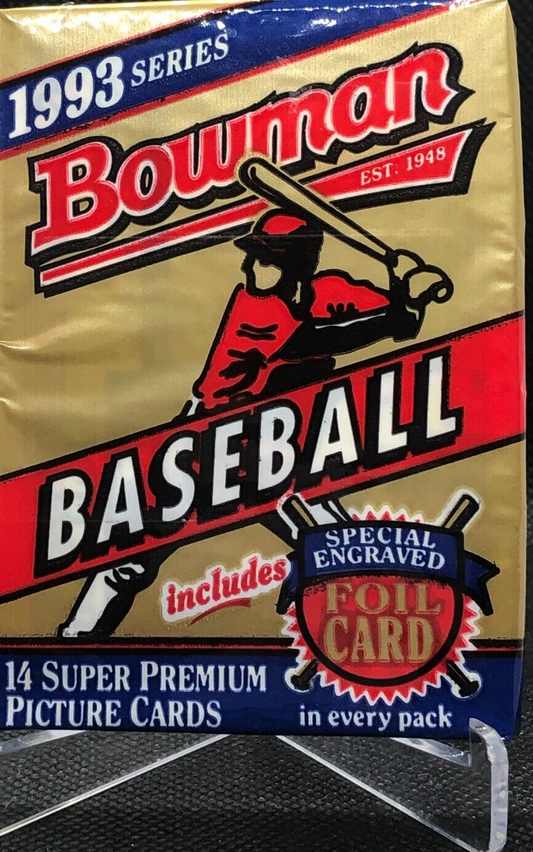 1993 SERIES
Bowman
EST. 1948
BASEBALL
includes
SPECIAL
ENGRAVED
FOIL
CARD
in every pack
14 SUPER PREMIUM
PICTURE CARDS